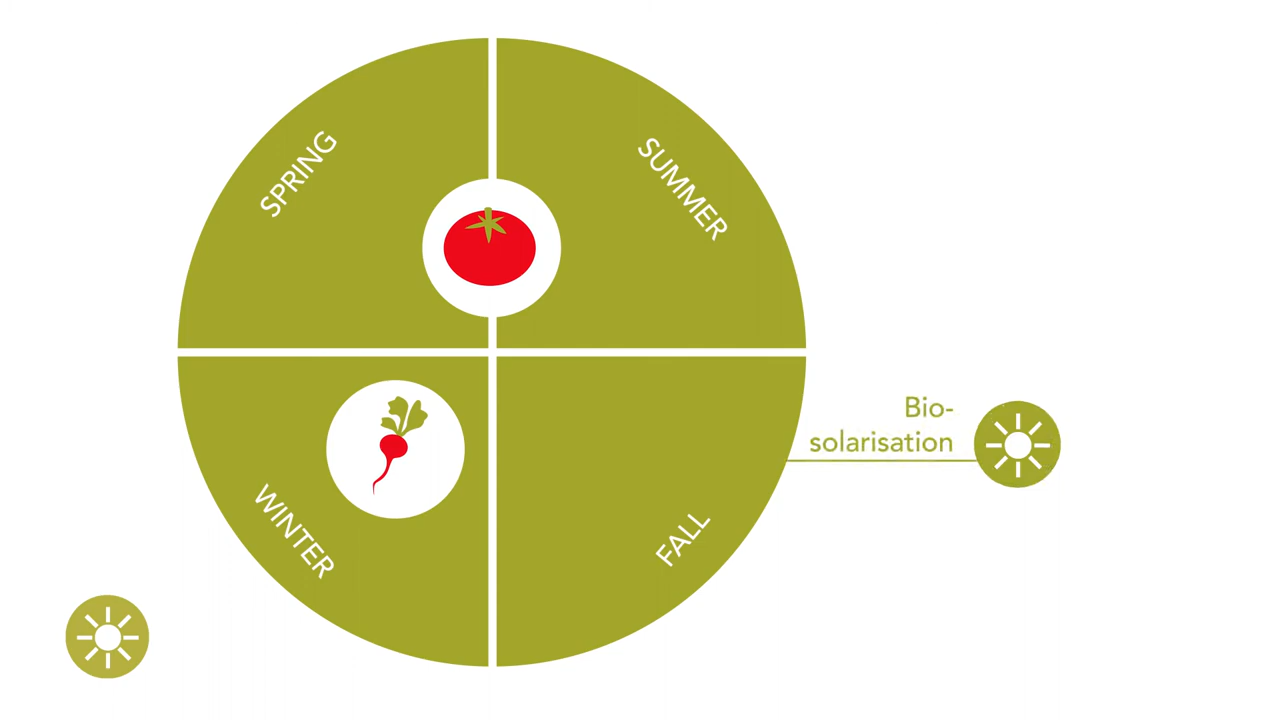 SPRING
SUMMER
Bio-
solarisation
WINTER
FALL